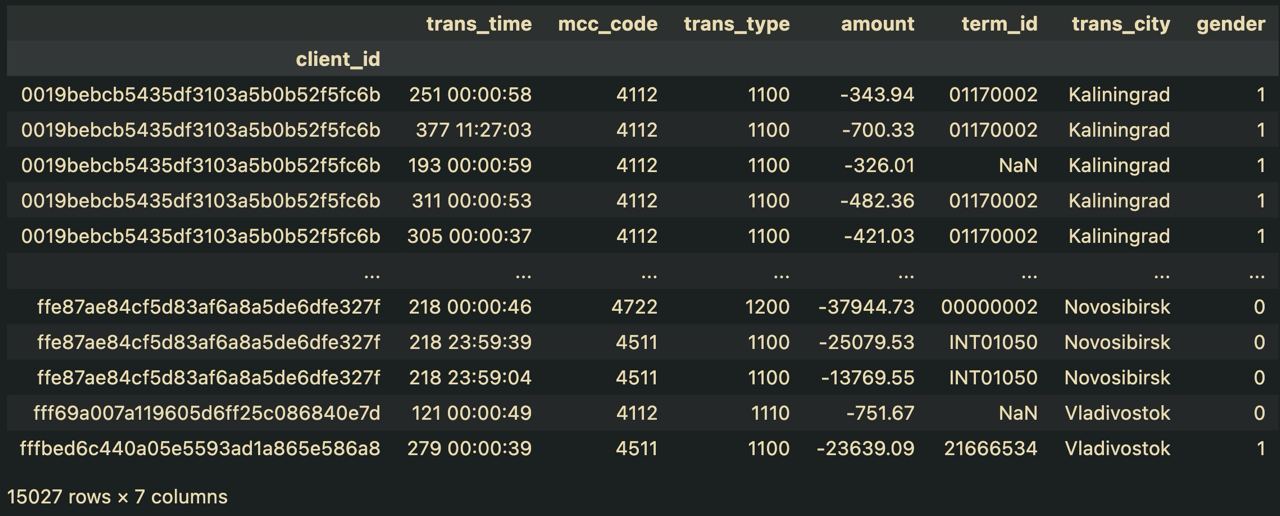 trans_time mcc_code trans_type amount term_id trans_city gender
client_id
0019bebcb5435df3103a5b0b52f5fc6b 251 00:00:58 4112 1100 -343.94 01170002 Kaliningrad 1
0019bebcb5435df3103a5b0b52f5fc6b 377 11:27:03 4112 1100 -700.33 01170002 Kaliningrad 1
0019bebcb5435df3103a5b0b52f5fc6b 193 00:00:59 4112 1100 -326.01 NaN Kaliningrad 1
0019bebcb5435df3103a5b0b52f5fc6b 311 00:00:53 4112 1100 -482.36 01170002 Kaliningrad 1
0019bebcb5435df3103a5b0b52f5fc6b 305 00:00:37 4112 1100 -421.03 01170002 Kaliningrad 1
... ... ... ... ... ... ... ...
ffe87ae84cf5d83af6a8a5de6dfe327f 218 00:00:46 4722 1200 -37944.73 00000002 Novosibirsk 0
ffe87ae84cf5d83af6a8a5de6dfe327f 218 23:59:39 4511 1100 -25079.53 INT01050 Novosibirsk 0
ffe87ae84cf5d83af6a8a5de6dfe327f 218 23:59:04 4511 1100 -13769.55 INT01050 Novosibirsk 0
fff69a007a119605d6ff25c086840e7d 121 00:00:49 4112 1110 -751.67 NaN Vladivostok 0
fffbed6c440a05e5593ad1a865e586a8 279 00:00:39 4511 1100 -23639.09 21666534 Vladivostok 1
15027 rows × 7 columns